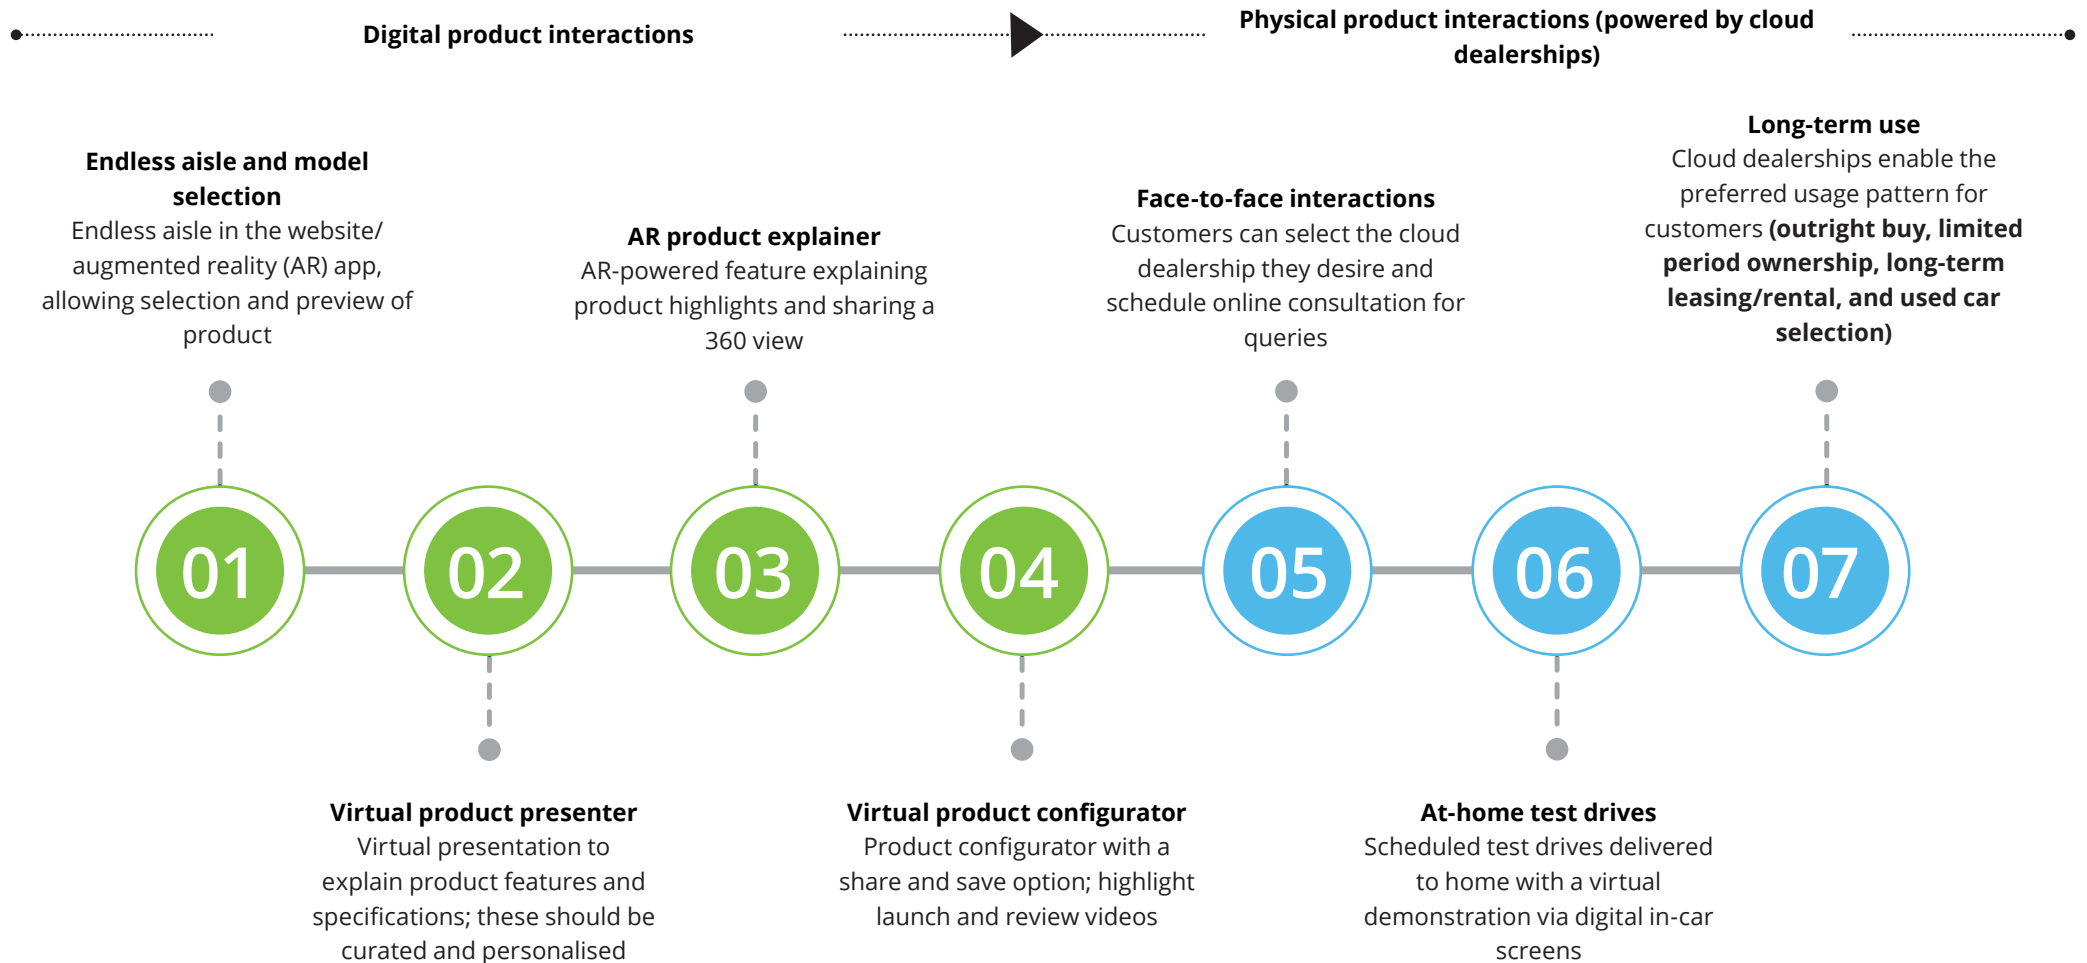 Digital product interactions
Physical product interactions (powered by cloud
dealerships)
Endless aisle and model
selection
Endless aisle in the website/
augmented reality (AR) app,
allowing selection and preview of
product
AR product explainer
AR-powered feature explaining
product highlights and sharing a
360 view
Face-to-face interactions
Customers can select the cloud
dealership they desire and
schedule online consultation for
queries
Long-term use
Cloud dealerships enable the
preferred usage pattern for
customers (outright buy, limited
period ownership, long-term
leasing/rental, and used car
selection)
01
02
03
04
05
06
07
Virtual product presenter
Virtual presentation to
explain product features and
specifications; these should be
curated and personalised
Virtual product configurator
Product configurator with a
share and save option; highlight
launch and review videos
At-home test drives
Scheduled test drives delivered
to home with a virtual
demonstration via digital in-car
screens